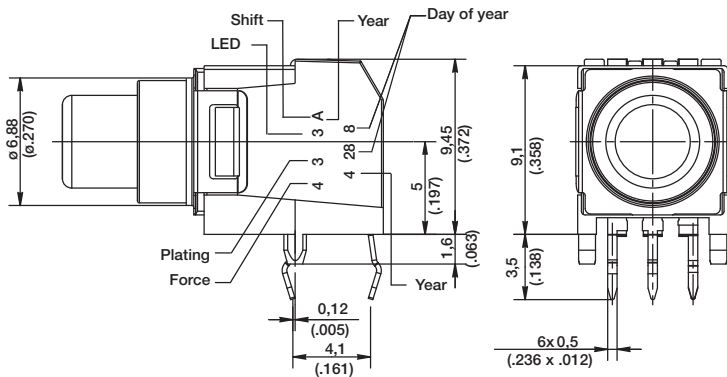 Shift
Year
Day of year
LED
A
3
8
3
28
4
4
Plating
Force
Year
ø 6,88
(ø.270)
9,45
(.372)
5
(.197)
1,6
(.063)
0,12
(.005)
4,1
(.161)
9,1
(.358)
3,5
(.138)
6x 0,5
(.236 x .012)